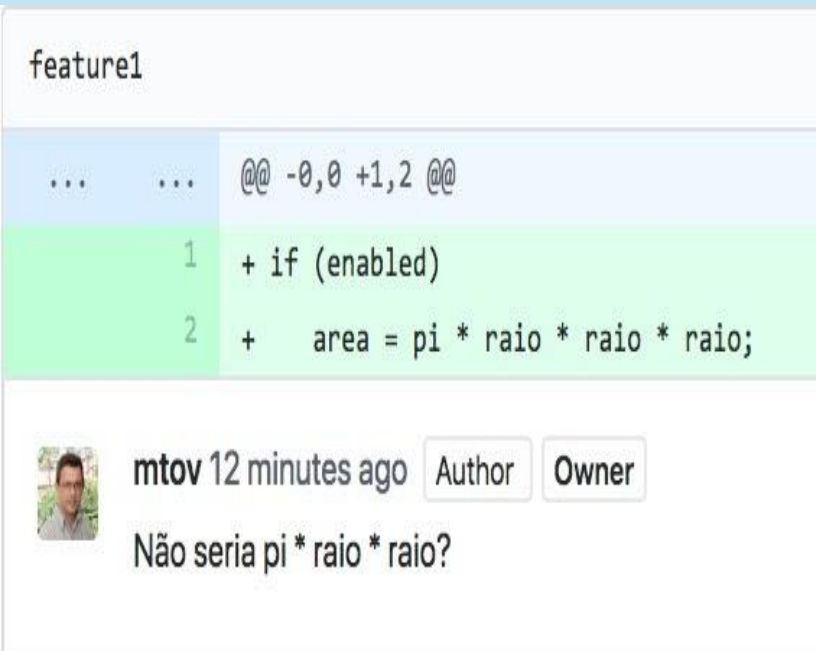 feature1
... ... @@ -0,0 +1,2 @@
1 + if (enabled)
2 + area = pi * raio * raio * raio;
mtov 12 minutes ago Author Owner
Não seria pi * raio * raio?